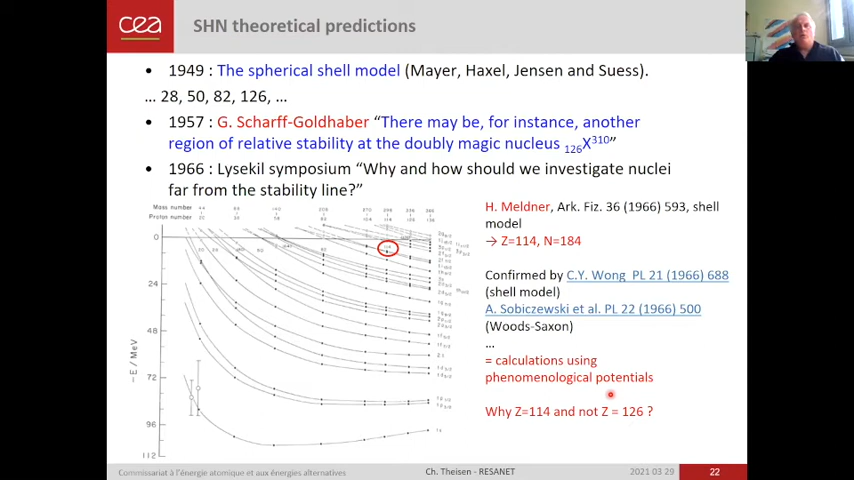 cea
SHN theoretical predictions
• 1949 : The spherical shell model (Mayer, Haxel, Jensen and Suess).
… 28, 50, 82, 126, …
• 1957 : G. Scharff-Goldhaber “There may be, for instance, another
region of relative stability at the doubly magic nucleus ₁₂₆X³¹⁰”
• 1966 : Lysekil symposium “Why and how should we investigate nuclei
far from the stability line?”
Mass number
Proton number
0
24
48
72
96
112
−E / MeV
114
H. Meldner, Ark. Fiz. 36 (1966) 593, shell
model
→ Z=114, N=184
Confirmed by C.Y. Wong PL 21 (1966) 688
(shell model)
A. Sobiczewski et al. PL 22 (1966) 500
(Woods-Saxon)
…
= calculations using
phenomenological potentials
Why Z=114 and not Z = 126 ?
Commissariat à l'énergie atomique et aux énergies alternatives
Ch. Theisen - RESANET
2021 03 29
22